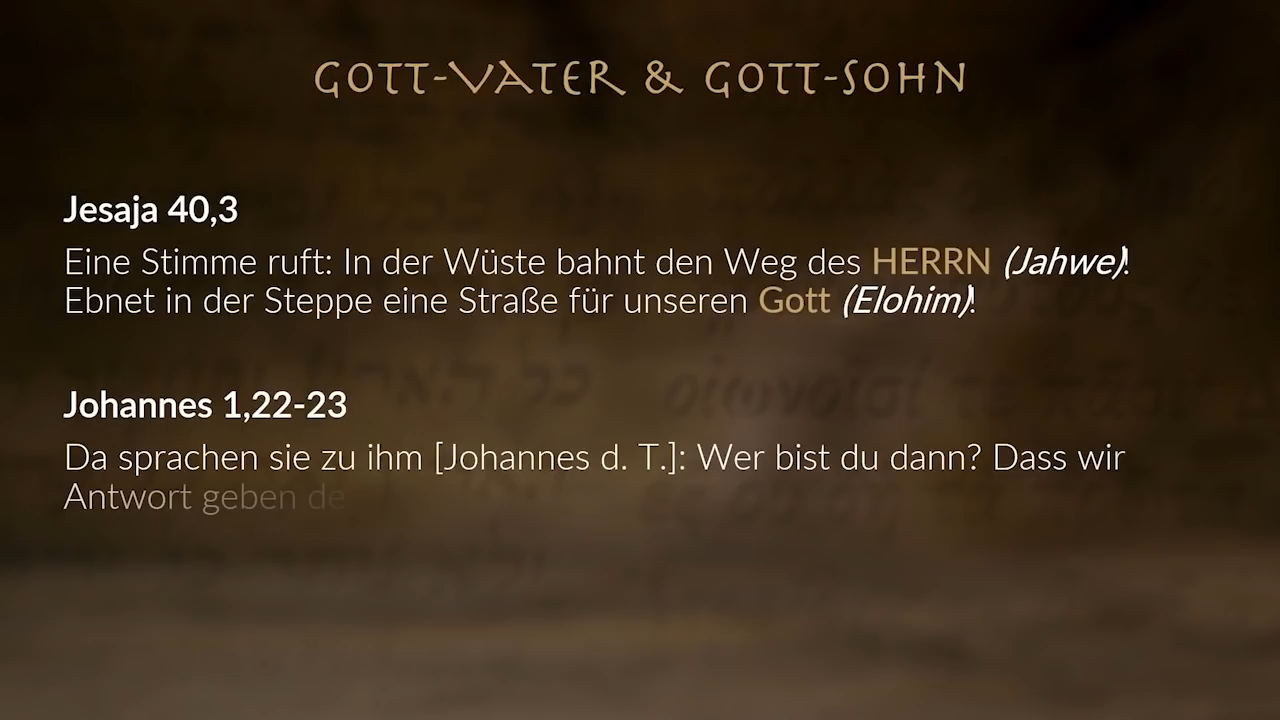 GOTT-VATER & GOTT-SOHN
Jesaja 40,3
Eine Stimme ruft: In der Wüste bahnt den Weg des HERRN (Jahwe)!
Ebnet in der Steppe eine Straße für unseren Gott (Elohim)!
Johannes 1,22-23
Da sprachen sie zu ihm [Johannes d. T.]: Wer bist du dann? Dass wir
Antwort geben de